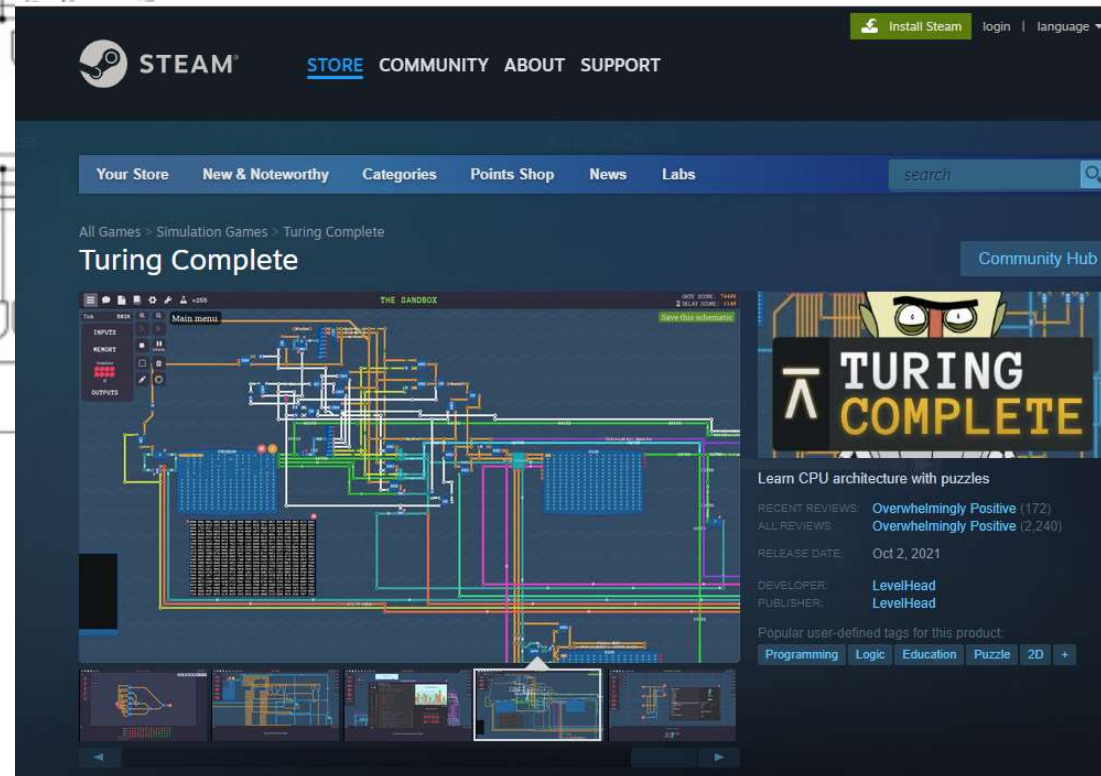 Install Steam login | language
STEAM STORE COMMUNITY ABOUT SUPPORT
Your Store New & Noteworthy Categories Points Shop News Labs search
All Games > Simulation Games > Turing Complete
Turing Complete
Community Hub
THE SANDBOX
Main menu
Save this schematic
INPUTS
MEMORY
OUTPUTS
TURING
COMPLETE
Learn CPU architecture with puzzles
RECENT REVIEWS: Overwhelmingly Positive (172)
ALL REVIEWS: Overwhelmingly Positive (2,240)
RELEASE DATE: Oct 2, 2021
DEVELOPER: LevelHead
PUBLISHER: LevelHead
Popular user-defined tags for this product:
Programming Logic Education Puzzle 2D +